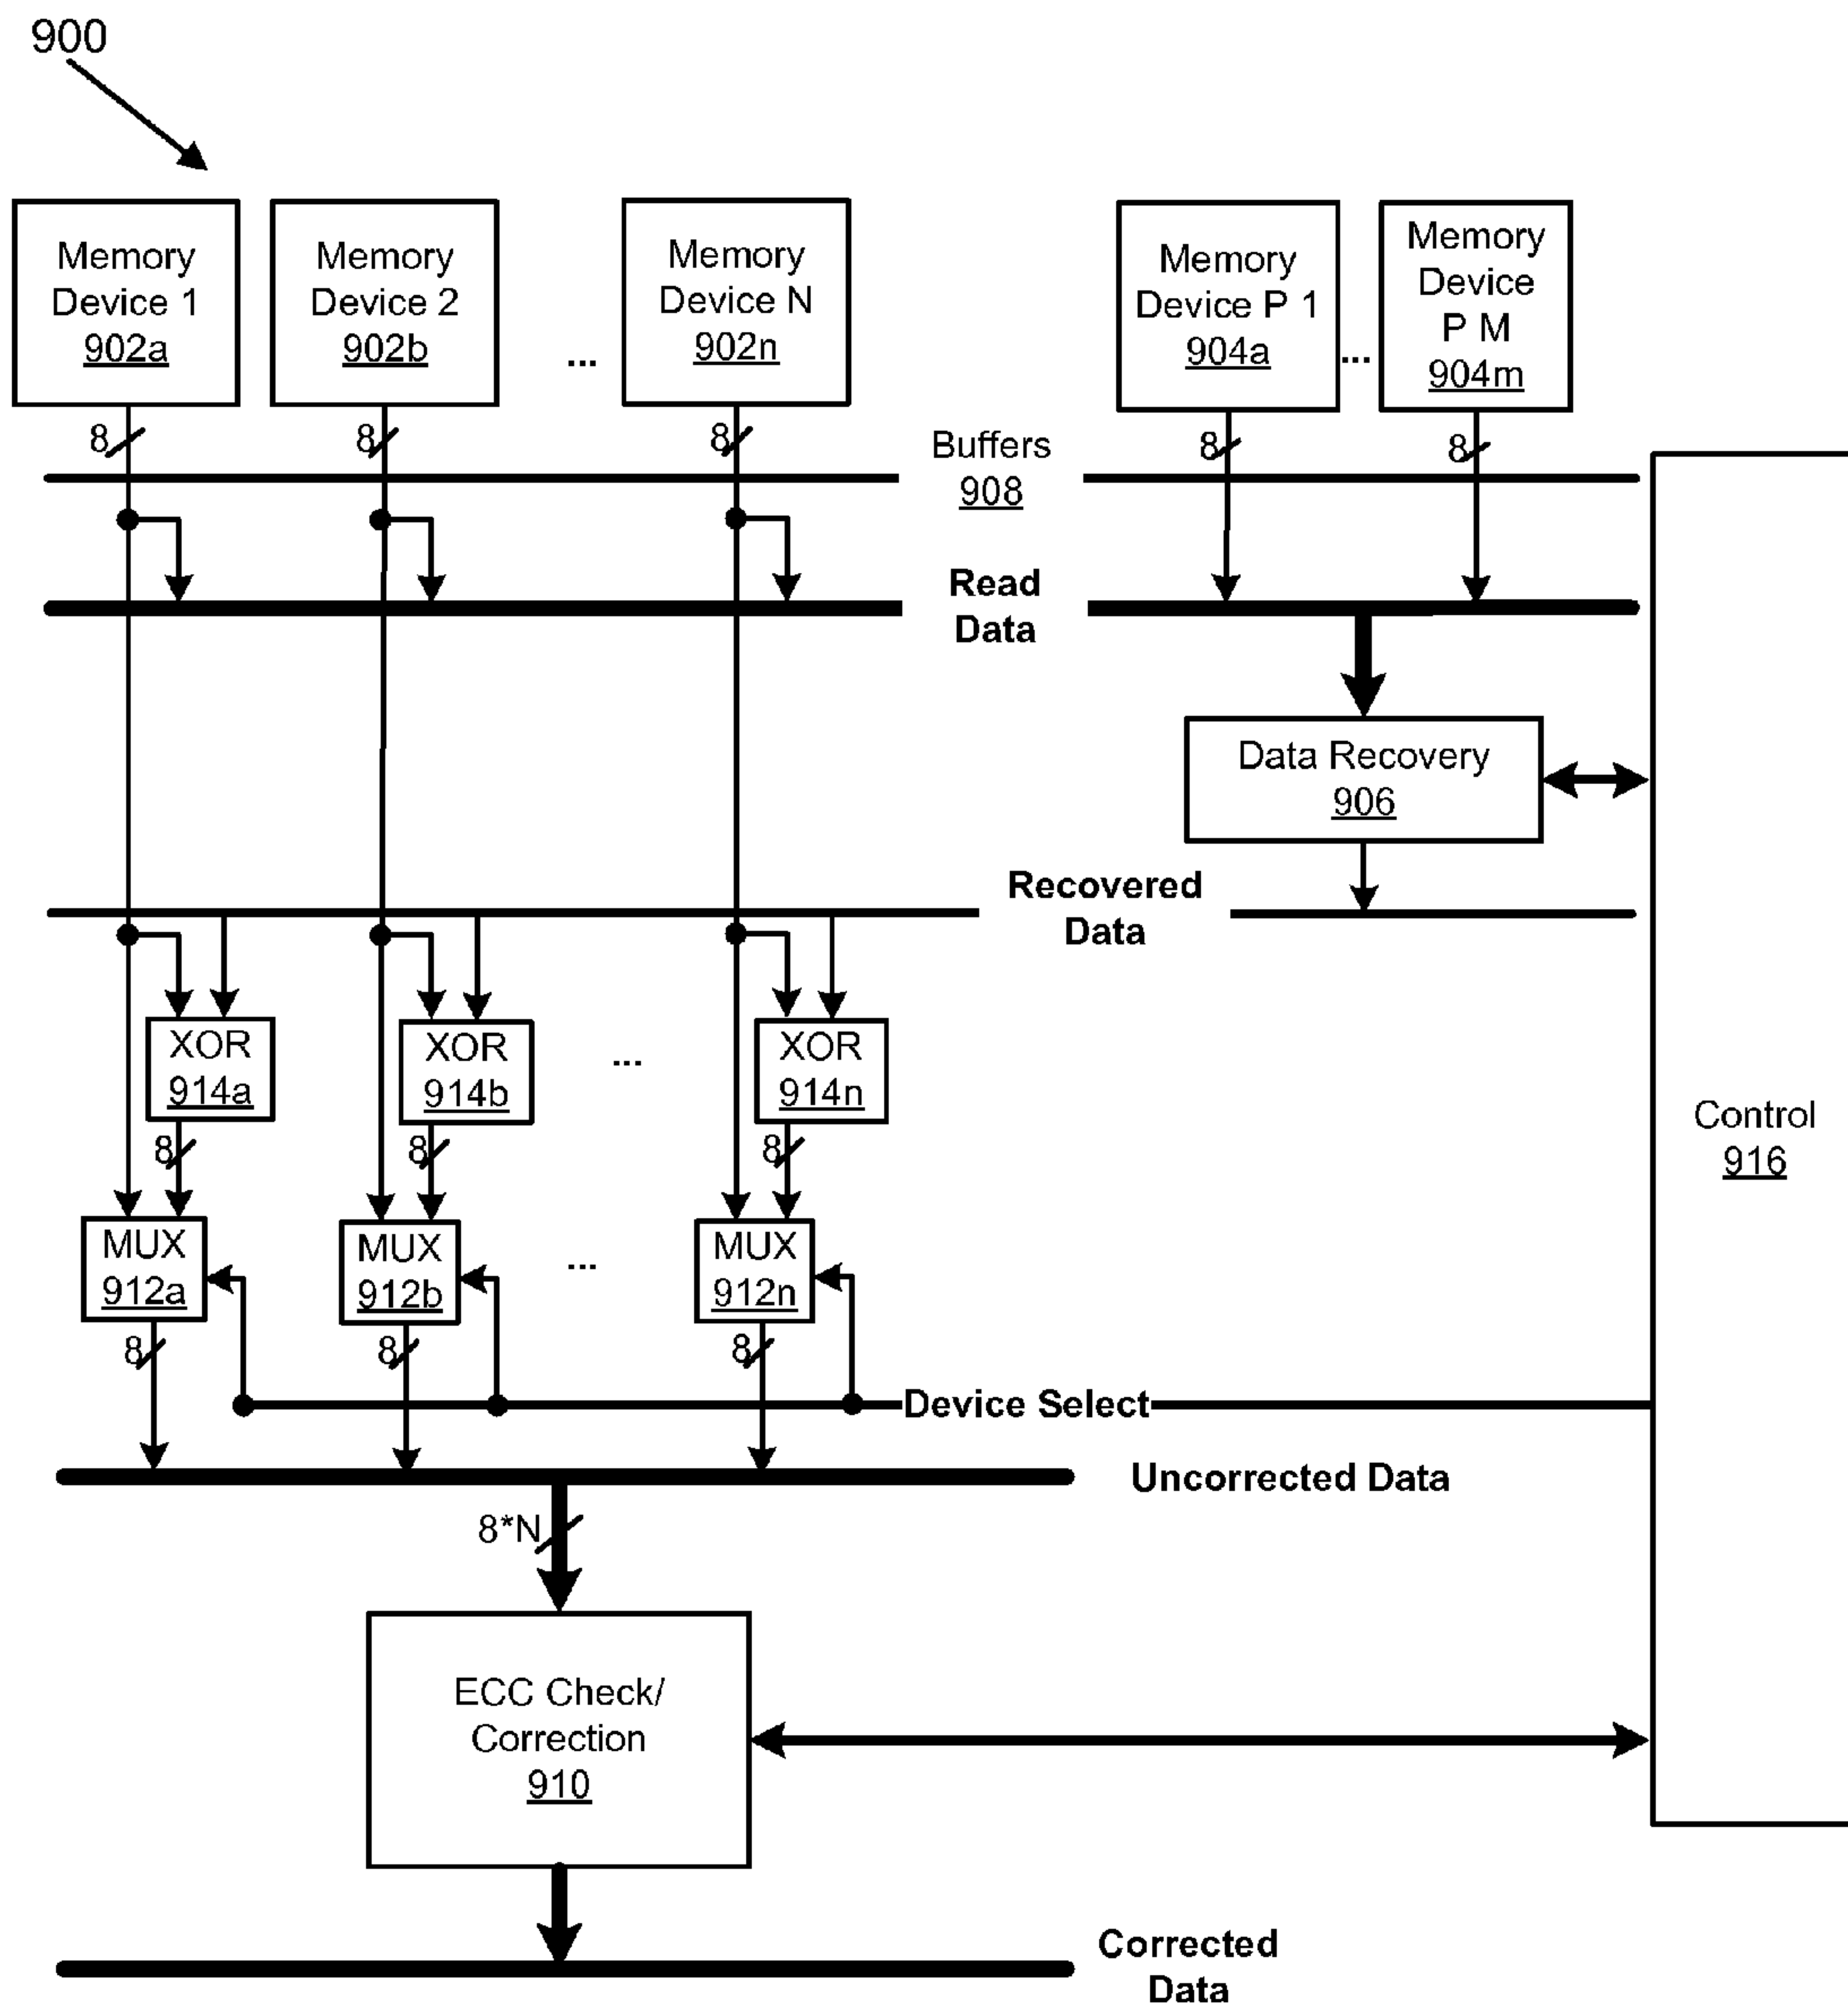 900
Memory
Device 1
902a
Memory
Device 2
902b
...
Memory
Device N
902n
Memory
Device P 1
904a
...
Memory
Device
P M
904m
8
8
8
8
8
Buffers
908
Read
Data
Data Recovery
906
Recovered
Data
XOR
914a
XOR
914b
...
XOR
914n
Control
916
8
8
8
MUX
912a
MUX
912b
...
MUX
912n
8
8
8
Device Select
Uncorrected Data
8*N
ECC Check/
Correction
910
Corrected
Data